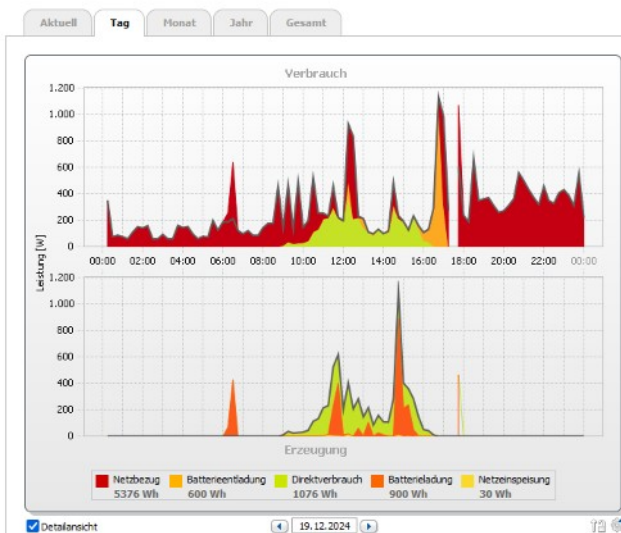 Aktuell Tag Monat Jahr Gesamt
Verbrauch
1.200
1.000
800
600
400
200
0
00:00 02:00 04:00 06:00 08:00 10:00 12:00 14:00 16:00 18:00 20:00 22:00 00:00
Leistung [W]
1.200
1.000
800
600
400
200
0
Erzeugung
Netzbezug Batterieentladung Direktverbrauch Batterieladung Netzeinspeisung
5376 Wh 600 Wh 1076 Wh 900 Wh 30 Wh
Detailansicht 19.12.2024